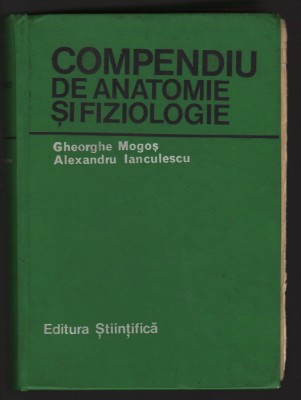 COMPENDIU
DE ANATOMIE
ȘI FIZIOLOGIE
Gheorghe Mogoș
Alexandru Ianculescu
Editura Științifică